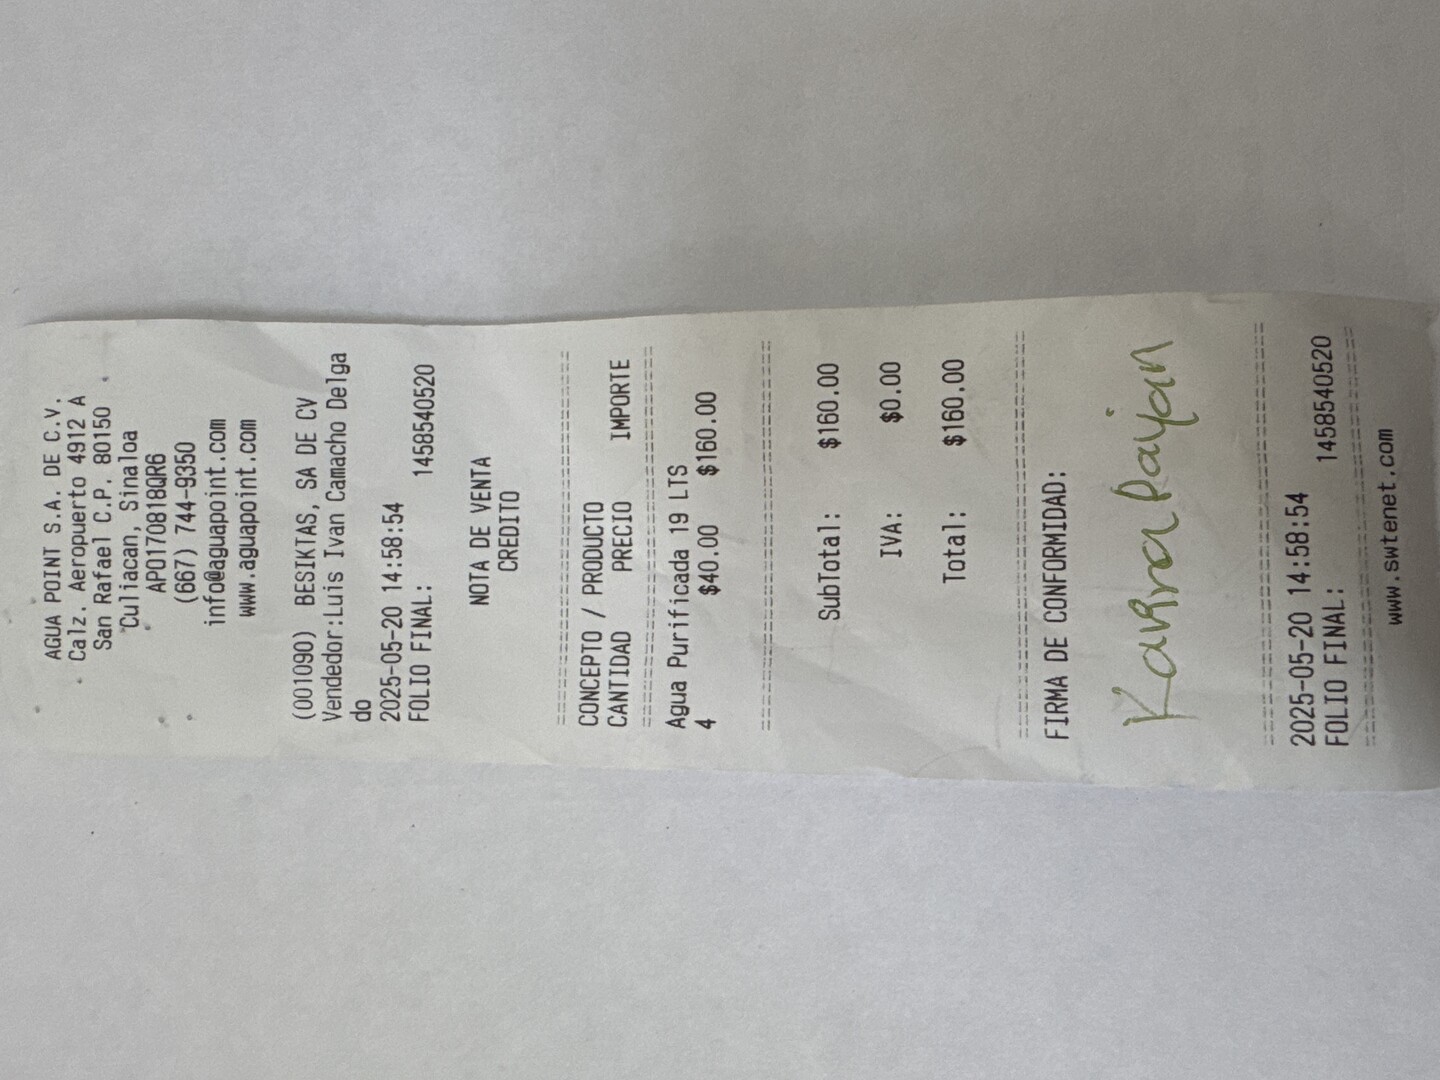 AGUA POINT S.A. DE C.V.
Calz. Aeropuerto 4912 A
San Rafael C.P. 80150
Culiacan, Sinaloa
APO170818QR6
(667) 744-9350
info@aguapoint.com
www.aguapoint.com
(001090) BESIKTAS, SA DE CV
Vendedor:Luis Ivan Camacho Delga
do
2025-05-20 14:58:54
FOLIO FINAL: 1458540520
NOTA DE VENTA
CREDITO
================================
CONCEPTO / PRODUCTO
CANTIDAD PRECIO IMPORTE
================================
Agua Purificada 19 LTS
4 $40.00 $160.00
================================
SubTotal: $160.00
IVA: $0.00
Total: $160.00
================================
FIRMA DE CONFORMIDAD:
Karra
================================
2025-05-20 14:58:54
FOLIO FINAL: 1458540520
================================
www.swtenet.com